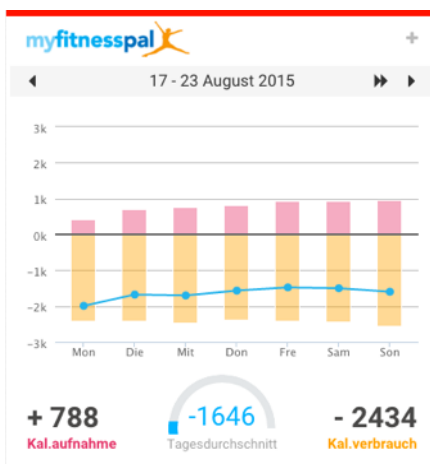 myfitnesspal
17 - 23 August 2015
3k
2k
1k
0k
-1k
-2k
-3k
Mon Die Mit Don Fre Sam Son
+ 788 -1646 - 2434
Kal.aufnahme Tagesdurchschnitt Kal.verbrauch